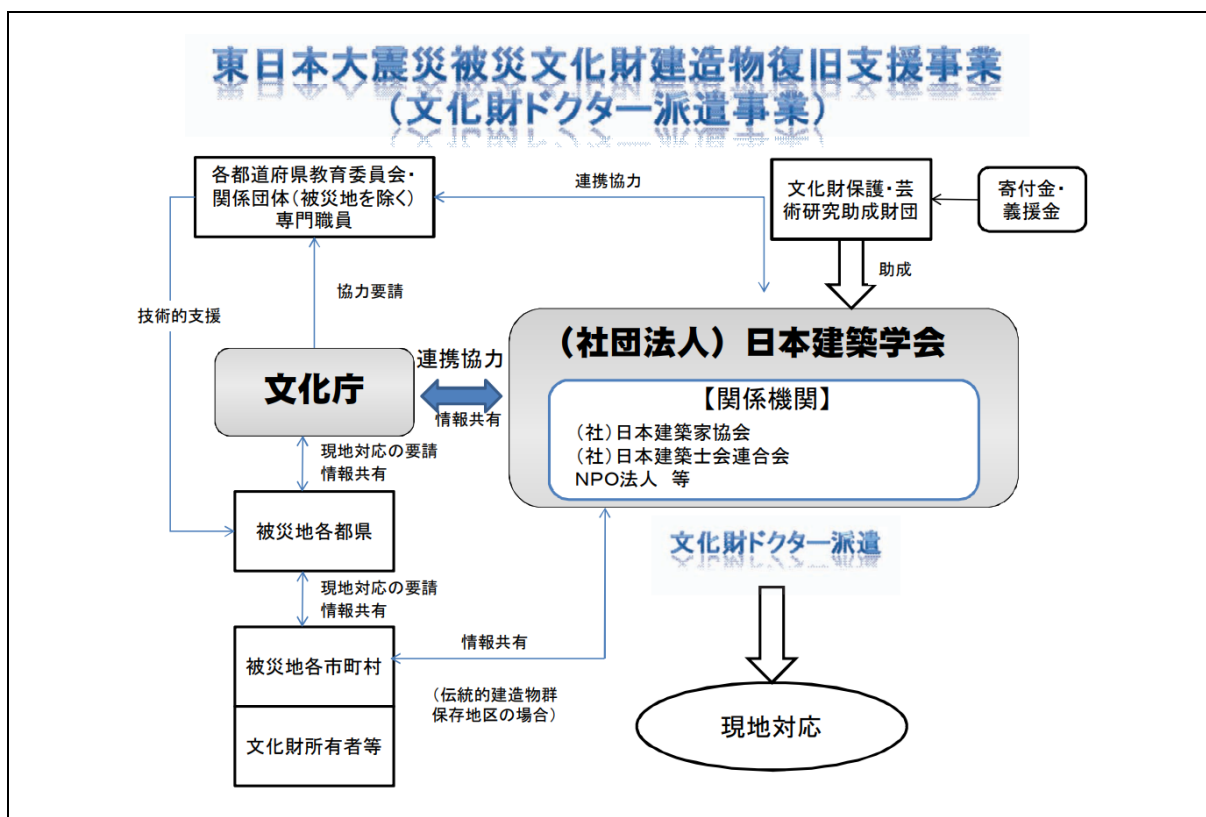 東日本大震災被災文化財建造物復旧支援事業
（文化財ドクター派遣事業）
各都道府県教育委員会・
関係団体（被災地を除く）
専門職員
連携協力
文化財保護・芸
術研究助成財団
寄付金・
義援金
助成
協力要請
技術的支援
（社団法人）日本建築学会
文化庁
連携協力
情報共有
【関係機関】
（社）日本建築家協会
（社）日本建築士会連合会
NPO法人　等
現地対応の要請
情報共有
被災地各都県
文化財ドクター派遣
現地対応の要請
情報共有
被災地各市町村
情報共有
（伝統的建造物群
保存地区の場合）
文化財所有者等
現地対応